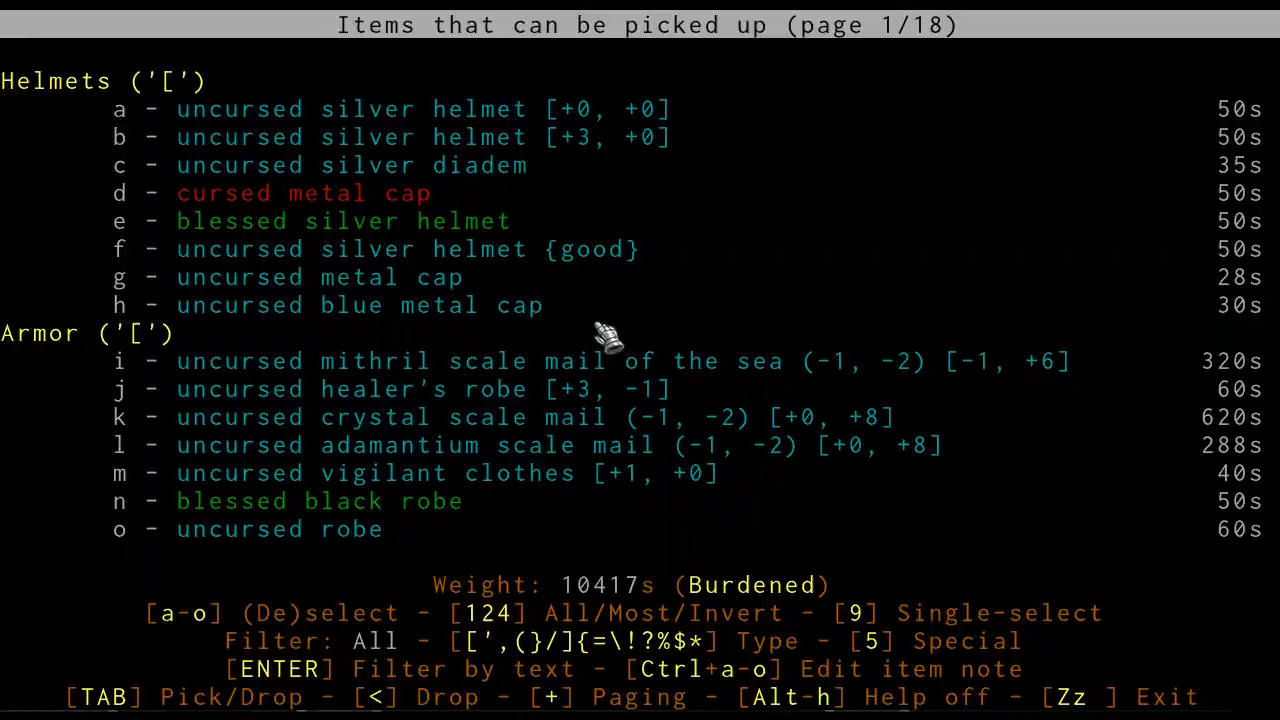 Items that can be picked up (page 1/18)
Helmets ('[')
a - uncursed silver helmet [+0, +0] 50s
b - uncursed silver helmet [+3, +0] 50s
c - uncursed silver diadem 35s
d - cursed metal cap 50s
e - blessed silver helmet 50s
f - uncursed silver helmet {good} 50s
g - uncursed metal cap 28s
h - uncursed blue metal cap 30s
Armor ('[')
i - uncursed mithril scale mail of the sea (-1, -2) [-1, +6] 320s
j - uncursed healer's robe [+3, -1] 60s
k - uncursed crystal scale mail (-1, -2) [+0, +8] 620s
l - uncursed adamantium scale mail (-1, -2) [+0, +8] 288s
m - uncursed vigilant clothes [+1, +0] 40s
n - blessed black robe 50s
o - uncursed robe 60s
Weight: 10417s (Burdened)
[a-o] (De)select - [124] All/Most/Invert - [9] Single-select
Filter: All - [[',(}/]{=\!?%$*] Type - [5] Special
[ENTER] Filter by text - [Ctrl+a-o] Edit item note
[TAB] Pick/Drop - [<] Drop - [+] Paging - [Alt-h] Help off - [Zz ] Exit